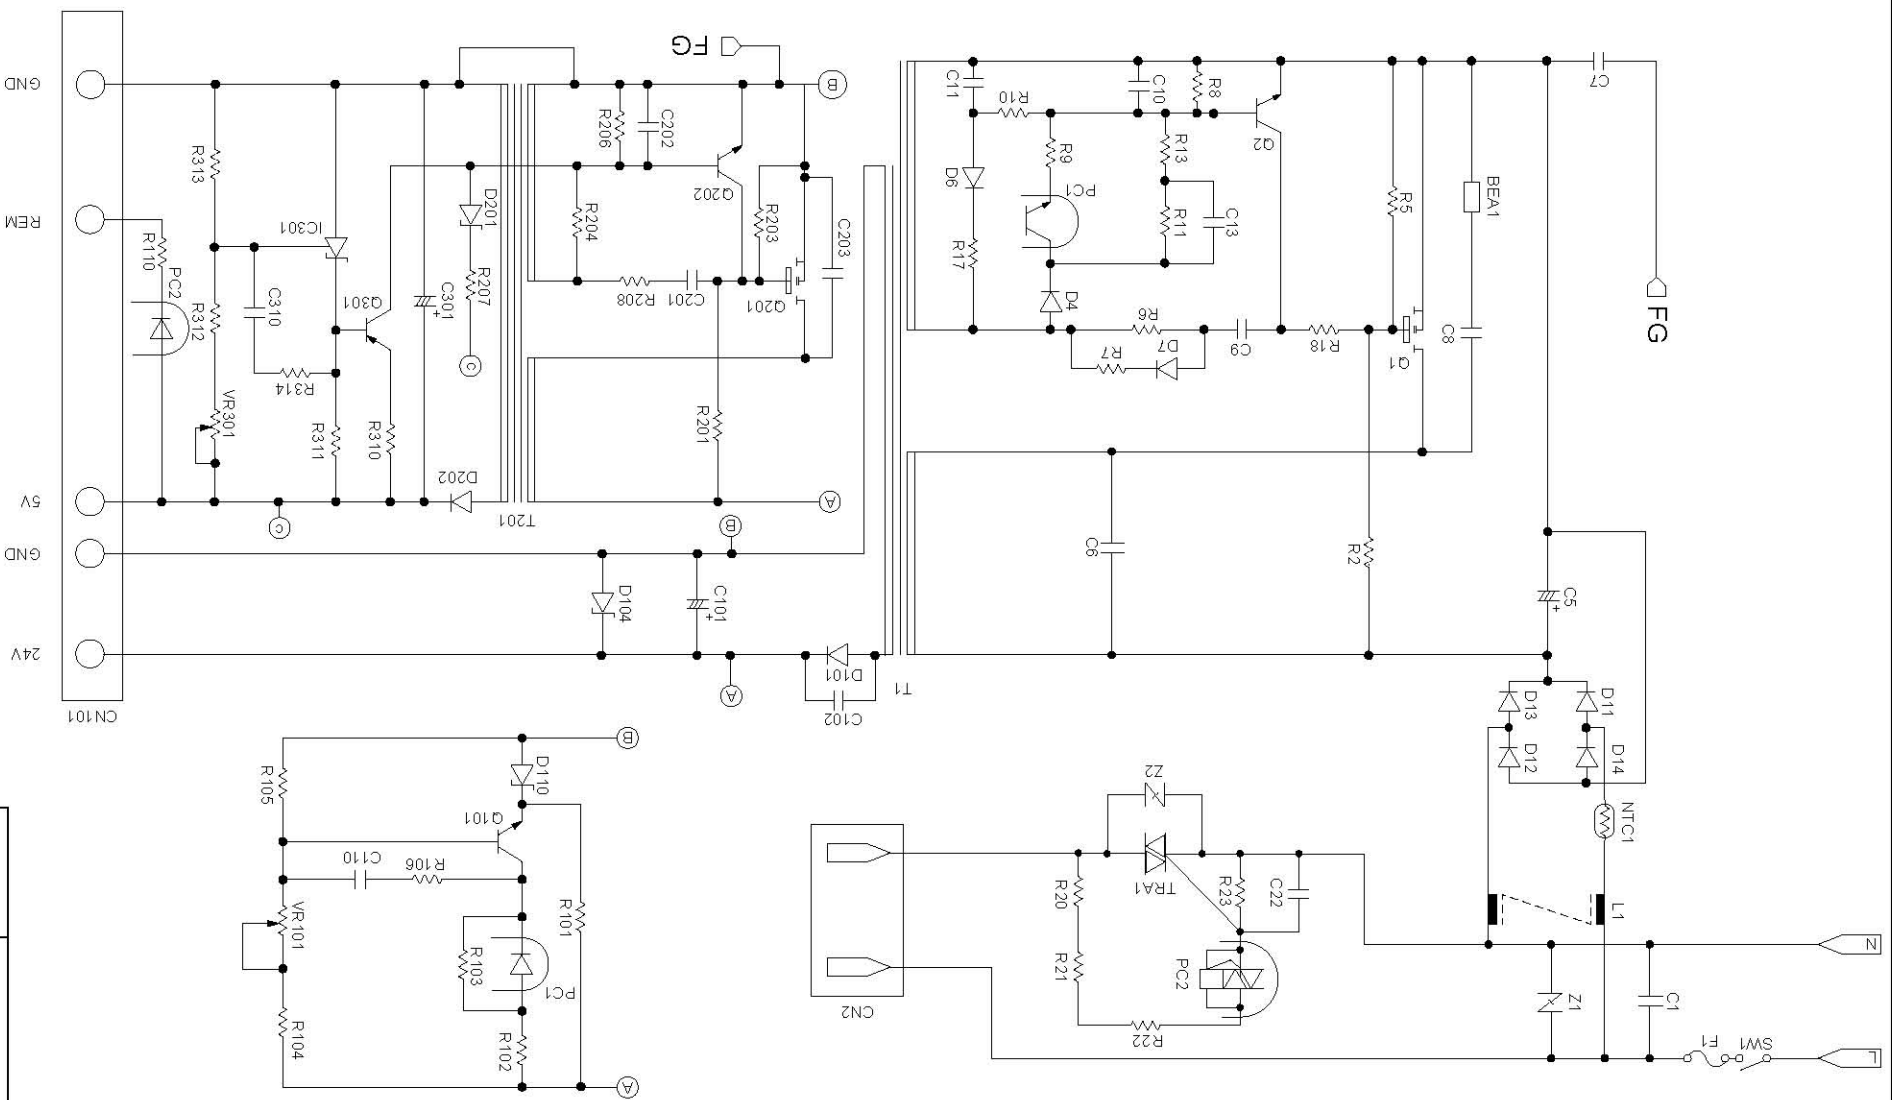 FG
GND
B
C11
R10
C10
R8
Q2
C7
R313
R206
C202
R9
R13
D6
PC1
BEA1
R5
Q202
D201
R204
R203
C203
R11
C13
REM
IC301
R110
PC2
R17
R207
C301
R208
C201
Q201
D4
R6
FG
C310
Q301
R312
R18
Q1
C8
C9
R7
D7
C
R314
VR301
R311
R310
R201
D202
5V
T201
A
C
B
GND
C6
R2
D104
C101
C5
24V
D101
T1
A
C102
CN101
D13
D11
B
D12
D14
R105
D110
Z2
Q101
NTC1
C110
R106
TRA1
R20
R23
C22
VR101
R101
L1
N
R103
R21
PC2
PC1
CN2
Z1
C1
R104
R102
R22
F1
SW1
L
A